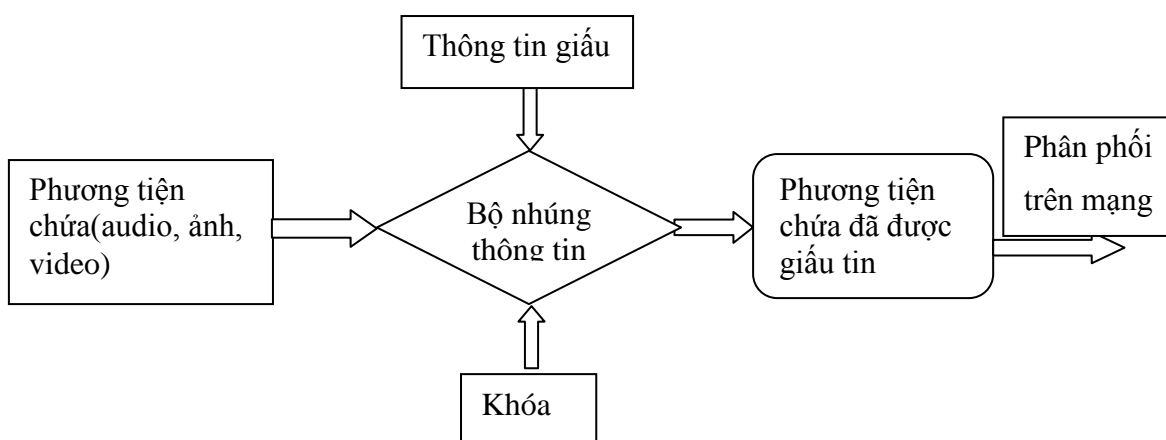 Thông tin giấu
Phương tiện
chứa(audio, ảnh,
video)
Bộ nhúng
thông tin
Phương tiện
chứa đã được
giấu tin
Phân phối
trên mạng
Khóa